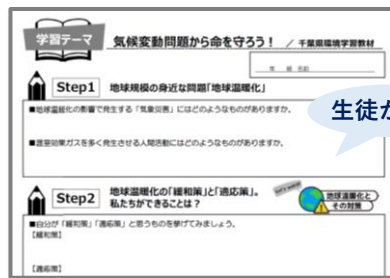 学習テーマ 気候変動問題から命を守ろう！ / 千葉県環境学習教材
年 組 名前
Step1 地球規模の身近な問題「地球温暖化」
■地球温暖化の影響で発生する「気象災害」にはどのようなものがありますか。
生徒が
■温室効果ガスを多く発生させる人間活動にはどのようなものがありますか。
Step2 地球温暖化の「緩和策」と「適応策」。
私たちができることは？
地球温暖化と
その対策
■自分が「緩和策」「適応策」と思うものを挙げてみましょう。
【緩和策】
【適応策】